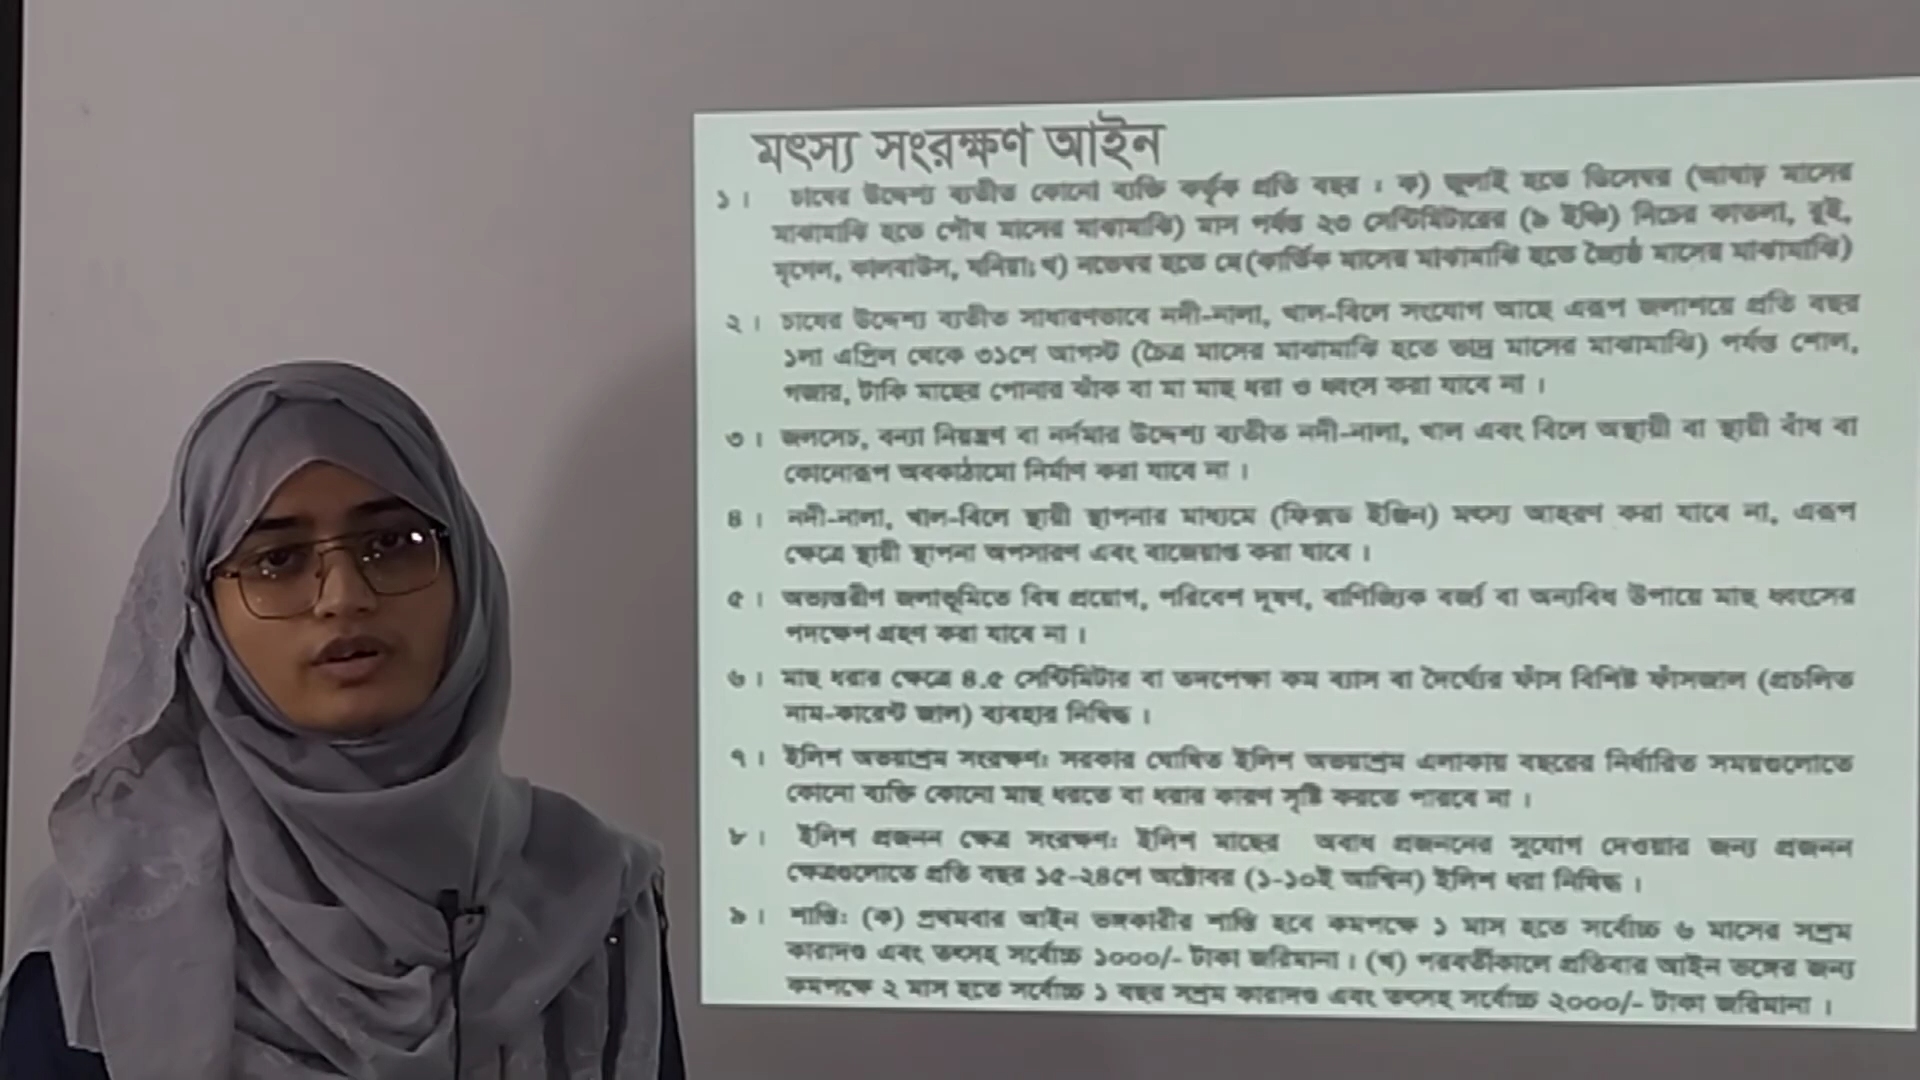 মৎস্য সংরক্ষণ আইন
১। চাষের উদ্দেশ্য ব্যতীত কোনো ব্যক্তি কর্তৃক প্রতি বছর : ক) জুলাই হতে ডিসেম্বর (আষাঢ় মাসের
মাঝামাঝি হতে পৌষ মাসের মাঝামাঝি) মাস পর্যন্ত ২৩ সেন্টিমিটারের (৯ ইঞ্চি) নিচের কাতলা, রুই,
মৃগেল, কালবাউস, ঘনিয়া; খ) নভেম্বর হতে মে (কার্তিক মাসের মাঝামাঝি হতে জ্যৈষ্ঠ মাসের মাঝামাঝি)
২। চাষের উদ্দেশ্য ব্যতীত সাধারণভাবে নদী-নালা, খাল-বিলে সংযোগ আছে এরূপ জলাশয়ে প্রতি বছর
১লা এপ্রিল থেকে ৩১শে আগস্ট (চৈত্র মাসের মাঝামাঝি হতে ভাদ্র মাসের মাঝামাঝি) পর্যন্ত শোল,
গজার, টাকি মাছের পোনার ঝাঁক বা মা মাছ ধরা ও ধ্বংস করা যাবে না।
৩। জলসেচ, বন্যা নিয়ন্ত্রণ বা নর্দমার উদ্দেশ্য ব্যতীত নদী-নালা, খাল এবং বিলে অস্থায়ী বা স্থায়ী বাঁধ বা
কোনোরূপ অবকাঠামো নির্মাণ করা যাবে না।
৪। নদী-নালা, খাল-বিলে স্থায়ী স্থাপনার মাধ্যমে (ফিক্সড ইঞ্জিন) মৎস্য আহরণ করা যাবে না, এরূপ
ক্ষেত্রে স্থায়ী স্থাপনা অপসারণ এবং বাজেয়াপ্ত করা যাবে।
৫। অভ্যন্তরীণ জলাভূমিতে বিষ প্রয়োগ, পরিবেশ দূষণ, বাণিজ্যিক বর্জ্য বা অন্যবিধ উপায়ে মাছ ধ্বংসের
পদক্ষেপ গ্রহণ করা যাবে না।
৬। মাছ ধরার ক্ষেত্রে ৪.৫ সেন্টিমিটার বা তদপেক্ষা কম ব্যাস বা দৈর্ঘ্যের ফাঁস বিশিষ্ট ফাঁসজাল (প্রচলিত
নাম-কারেন্ট জাল) ব্যবহার নিষিদ্ধ।
৭। ইলিশ অভয়াশ্রম সংরক্ষণ: সরকার ঘোষিত ইলিশ অভয়াশ্রম এলাকায় বছরের নির্ধারিত সময়গুলোতে
কোনো ব্যক্তি কোনো মাছ ধরতে বা ধরার কারণ সৃষ্টি করতে পারবে না।
৮। ইলিশ প্রজনন ক্ষেত্র সংরক্ষণ: ইলিশ মাছের অবাধ প্রজননের সুযোগ দেওয়ার জন্য প্রজনন
ক্ষেত্রগুলোতে প্রতি বছর ১৫-২৪শে অক্টোবর (১-১০ই আশ্বিন) ইলিশ ধরা নিষিদ্ধ।
৯। শাস্তি: (ক) প্রথমবার আইন ভঙ্গকারীর শাস্তি হবে কমপক্ষে ১ মাস হতে সর্বোচ্চ ৬ মাসের সশ্রম
কারাদণ্ড এবং তৎসহ সর্বোচ্চ ১০০০/- টাকা জরিমানা। (খ) পরবর্তীকালে প্রতিবার আইন ভঙ্গের জন্য
কমপক্ষে ২ মাস হতে সর্বোচ্চ ১ বছর সশ্রম কারাদণ্ড এবং তৎসহ সর্বোচ্চ ২০০০/- টাকা জরিমানা।